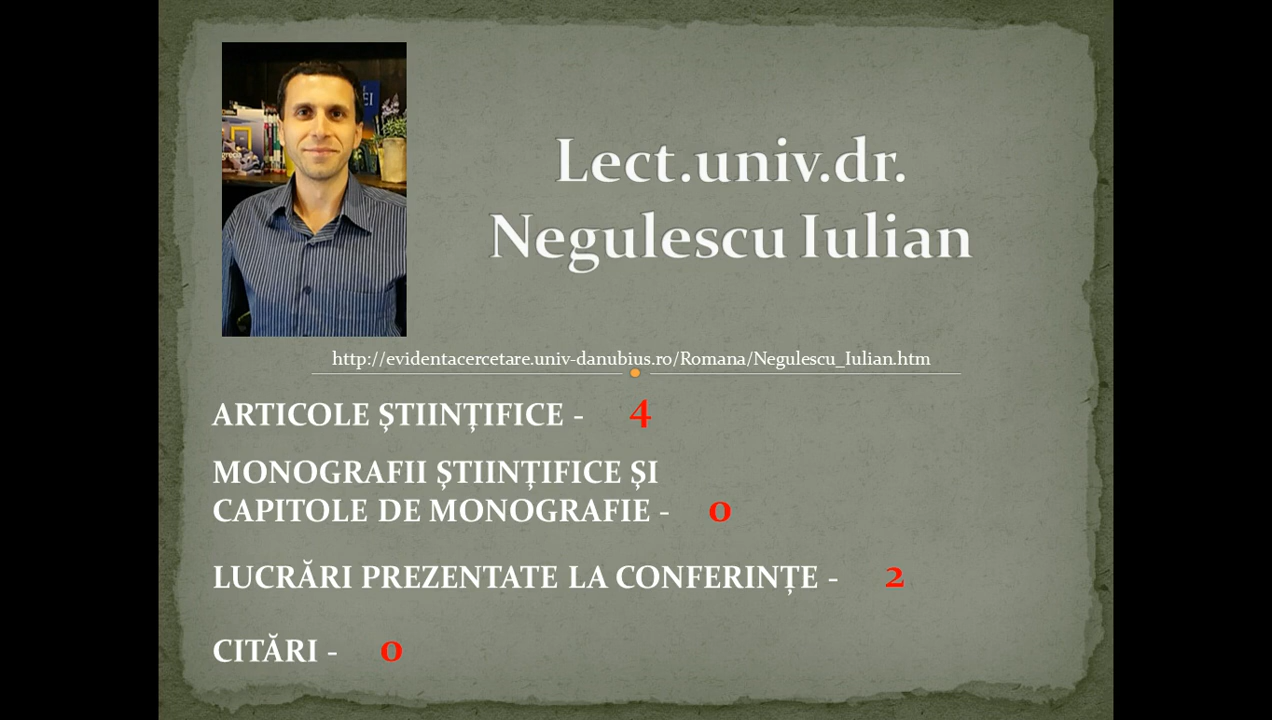 Lect.univ.dr.
Negulescu Iulian
http://evidentacercetare.univ-danubius.ro/Romana/Negulescu_Iulian.htm
ARTICOLE ȘTIINȚIFICE - 4
MONOGRAFII ȘTIINȚIFICE ȘI
CAPITOLE DE MONOGRAFIE - 0
LUCRĂRI PREZENTATE LA CONFERINȚE - 2
CITĂRI - 0